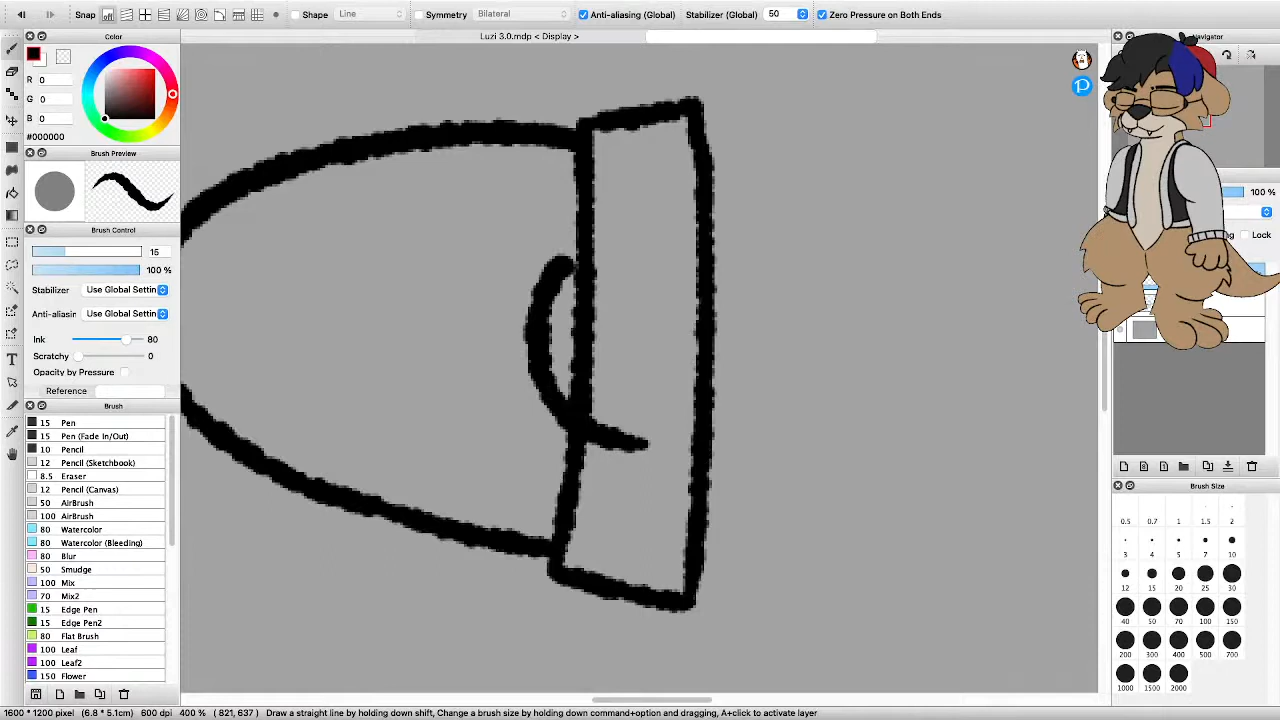 Snap
Shape
Line
Symmetry
Bilateral
Anti-aliasing (Global)
Stabilizer (Global)
50
Zero Pressure on Both Ends
Luzi 3.0.mdp < Display >
Color
R 0
G 0
B 0
#000000
Brush Preview
Brush Control
15
100 %
Stabilizer Use Global Settin
Anti-aliasir Use Global Settin
Ink 80
Scratchy 0
Opacity by Pressure
Reference
Brush
15 Pen
15 Pen (Fade In/Out)
10 Pencil
12 Pencil (Sketchbook)
8.5 Eraser
12 Pencil (Canvas)
50 AirBrush
100 AirBrush
80 Watercolor
80 Watercolor (Bleeding)
80 Blur
50 Smudge
100 Mix
70 Mix2
15 Edge Pen
15 Edge Pen2
80 Flat Brush
100 Leaf
100 Leaf2
150 Flower
100 %
Lock
Brush Size
0.5 0.7 1 1.5 2
3 4 5 7 10
12 15 20 25 30
40 50 70 100 150
200 300 400 500 700
1000 1500 2000
1600 * 1200 pixel (6.8 * 5.1cm) 600 dpi 400 % ( 821, 637 ) Draw a straight line by holding down shift, Change a brush size by holding down command+option and dragging, A+click to activate layer